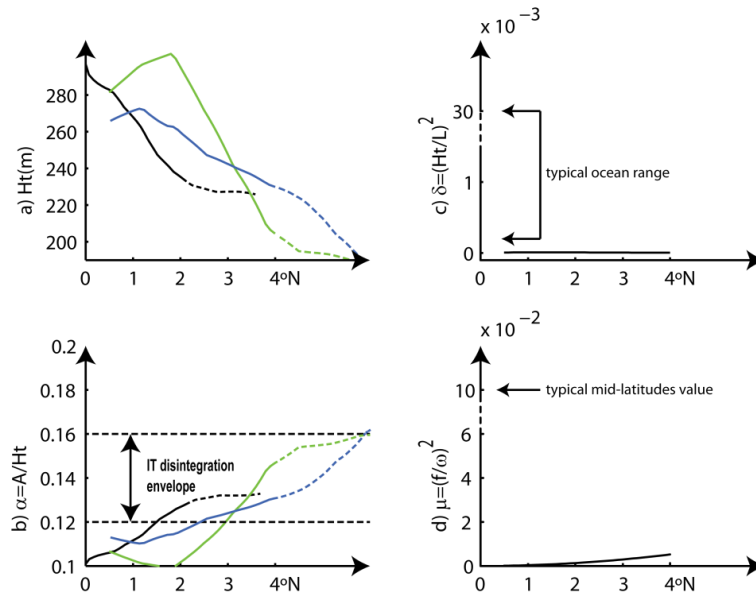 a) Ht(m)
280
260
240
220
200
0 1 2 3 4ºN
x 10 −3
c) δ=(Ht/L)2
30
1
0
typical ocean range
0 1 2 3 4ºN
b) α=A/Ht
0.2
0.16
0.14
0.12
0.1
IT disintegration
envelope
0 1 2 3 4ºN
x 10 −2
d) μ=(f/ω)2
10
6
2
0
typical mid-latitudes value
0 1 2 3 4ºN